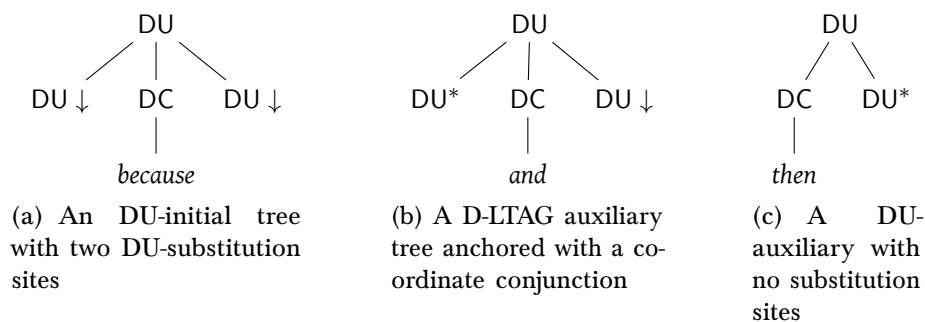 DU
DU ↓ DC DU ↓
because
(a) An DU-initial tree
with two DU-substitution
sites
DU
DU* DC DU ↓
and
(b) A D-LTAG auxiliary
tree anchored with a co-
ordinate conjunction
DU
DC DU*
then
(c) A DU-
auxiliary with
no substitution
sites